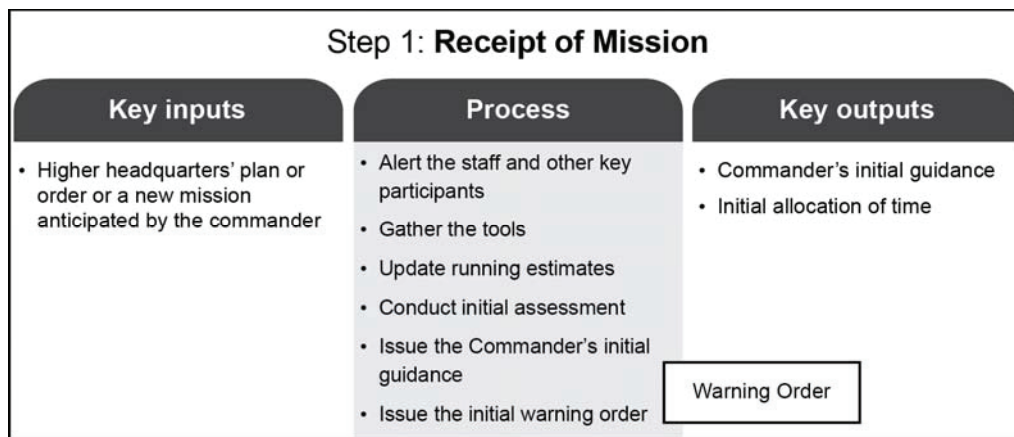 Step 1: Receipt of Mission
Key inputs
• Higher headquarters' plan or
order or a new mission
anticipated by the commander
Process
• Alert the staff and other key
participants
• Gather the tools
• Update running estimates
• Conduct initial assessment
• Issue the Commander's initial
guidance
• Issue the initial warning order
Key outputs
• Commander's initial guidance
• Initial allocation of time
Warning Order